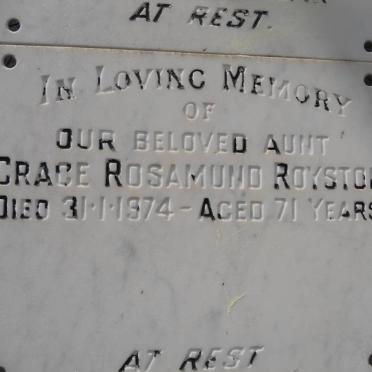 AT REST.
IN LOVING MEMORY
OF
OUR BELOVED AUNT
GRACE ROSAMUND
DIED 31·1·1974 – AGED 71 YEARS
AT REST